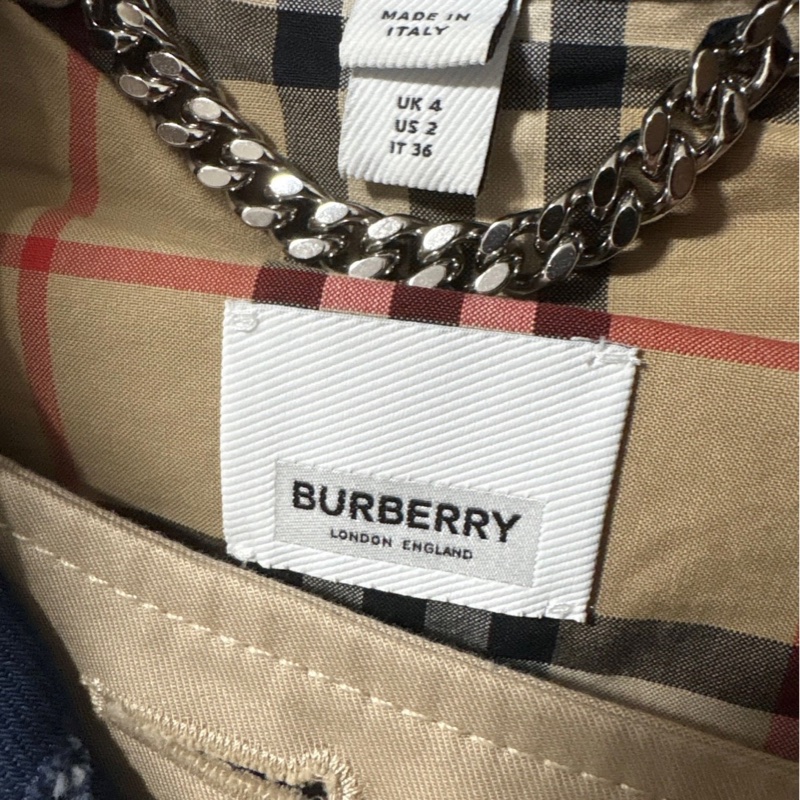 MADE IN
ITALY
UK 4
US 2
IT 36
BURBERRY
LONDON ENGLAND